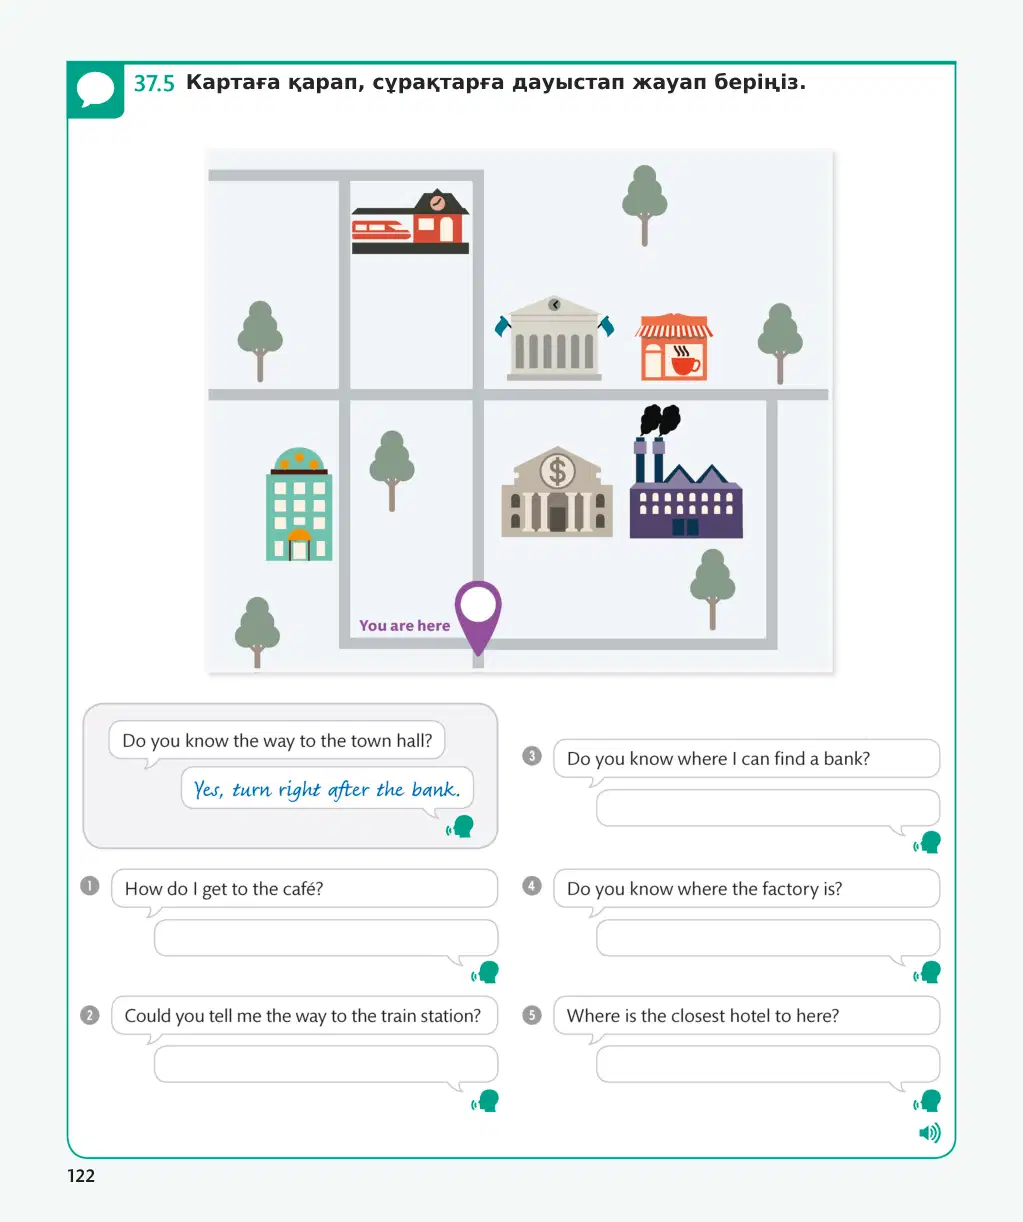 37.5 Картаға қарап, сұрақтарға дауыстап жауап беріңіз.
$
You are here
Do you know the way to the town hall?
Yes, turn right after the bank.
1 How do I get to the café?
2 Could you tell me the way to the train station?
3 Do you know where I can find a bank?
4 Do you know where the factory is?
5 Where is the closest hotel to here?
122